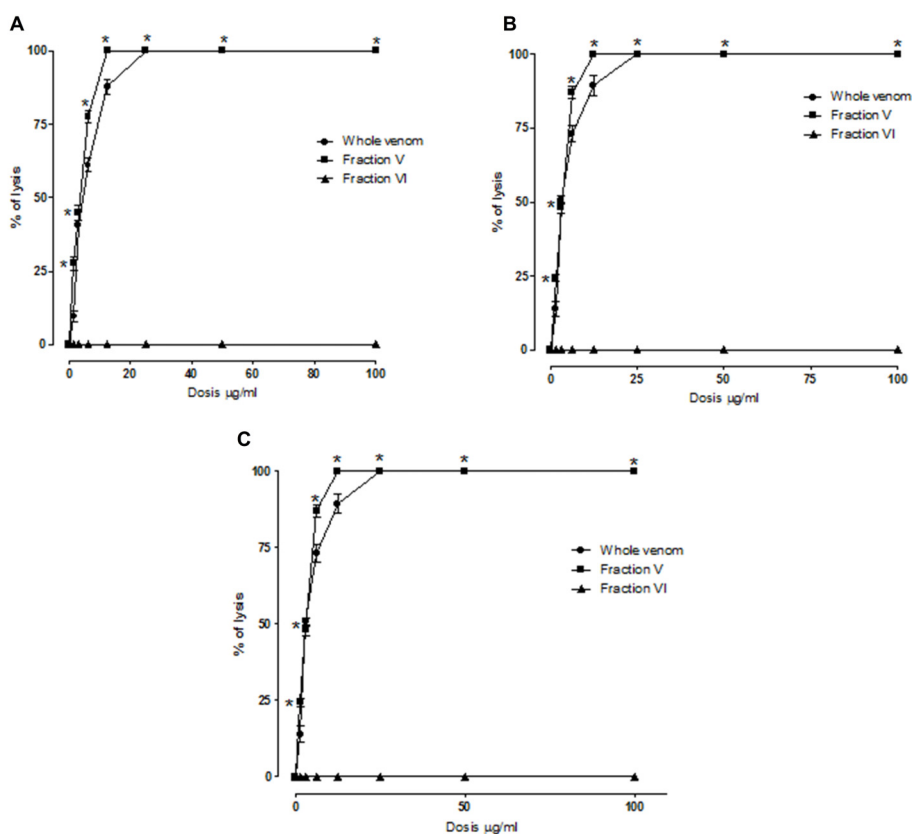 A
* * * *
100
*
75
Whole venom
Fraction V
Fraction VI
% of lysis
50
*
*
25
0
0 20 40 60 80 100
Dosis µg/ml
B
* * * *
100
*
75
Whole venom
Fraction V
Fraction VI
% of lysis
50
*
25
*
0
0 25 50 75 100
Dosis µg/ml
C
* * * *
100
*
75
Whole venom
Fraction V
Fraction VI
% of lysis
50
*
25
*
0
0 50 100
Dosis µg/ml